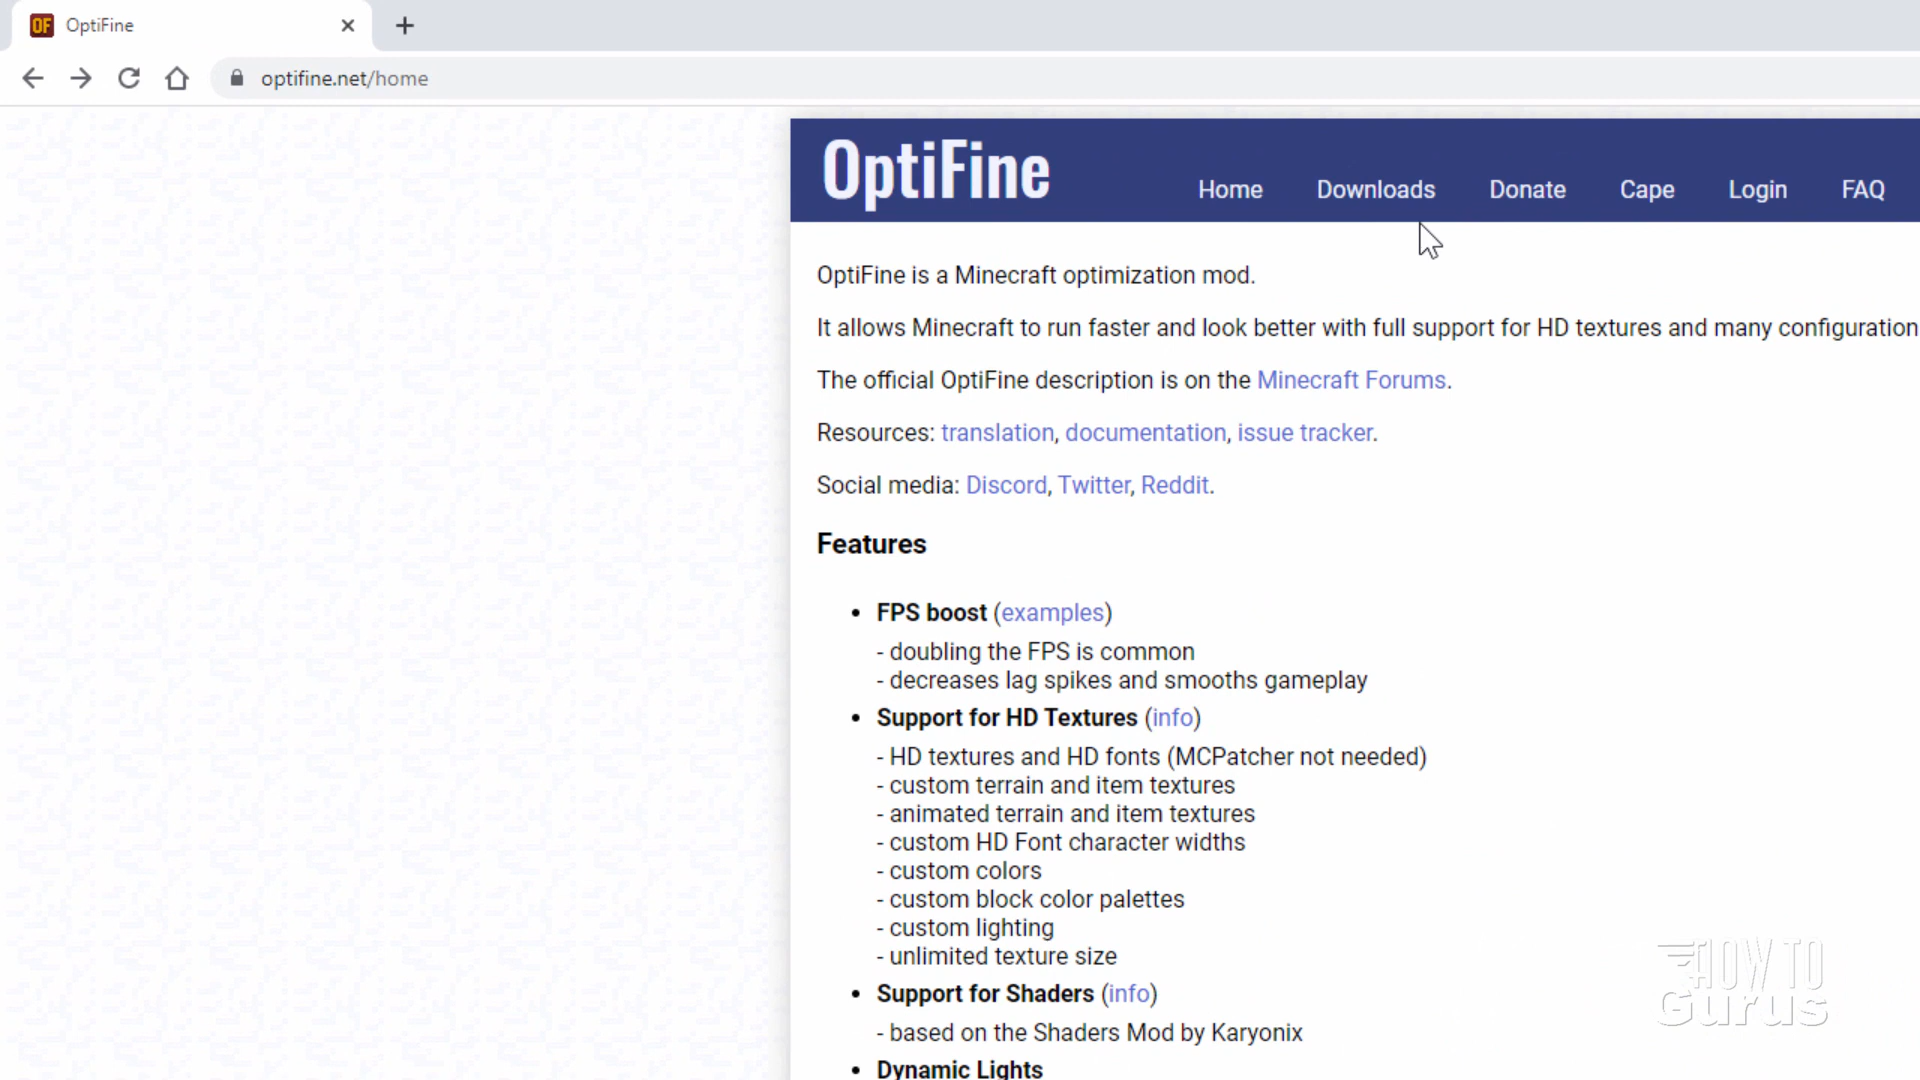 OF OptiFine
optifine.net/home
OptiFine
Home Downloads Donate Cape Login FAQ
OptiFine is a Minecraft optimization mod.
It allows Minecraft to run faster and look better with full support for HD textures and many configuration
The official OptiFine description is on the Minecraft Forums.
Resources: translation, documentation, issue tracker.
Social media: Discord, Twitter, Reddit.
Features
• FPS boost (examples)
- doubling the FPS is common
- decreases lag spikes and smooths gameplay
• Support for HD Textures (info)
- HD textures and HD fonts (MCPatcher not needed)
- custom terrain and item textures
- animated terrain and item textures
- custom HD Font character widths
- custom colors
- custom block color palettes
- custom lighting
- unlimited texture size
• Support for Shaders (info)
- based on the Shaders Mod by Karyonix
• Dynamic Lights
HOW TO
Gurus